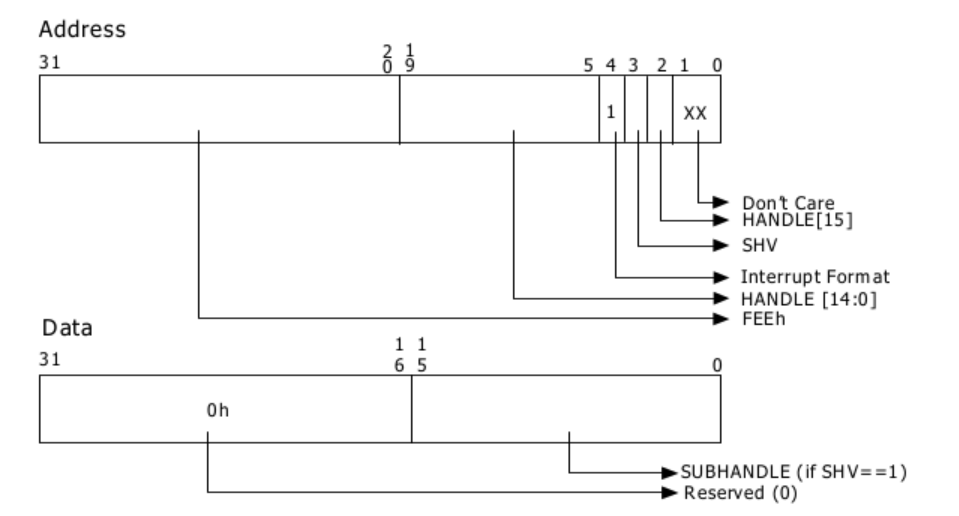 Address
31
2 1
0 9
5 4 3 2 1 0
1
XX
Don't Care
HANDLE[15]
SHV
Interrupt Format
HANDLE [14:0]
FEEh
Data
1 1
31
6 5
0
0h
SUBHANDLE (if SHV==1)
Reserved (0)